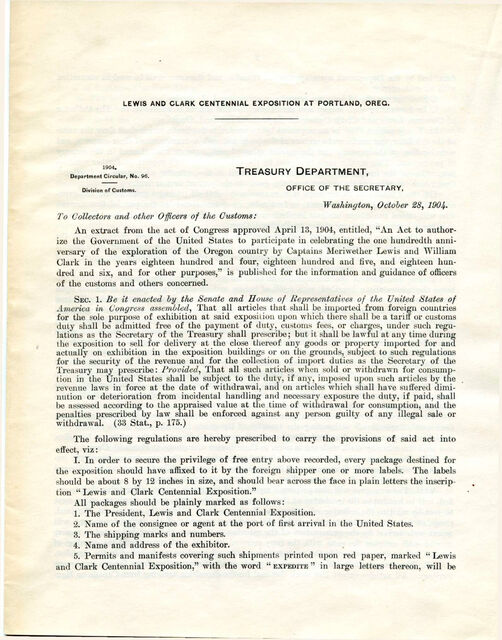 LEWIS AND CLARK CENTENNIAL EXPOSITION AT PORTLAND, OREG.
1904.
Department Circular, No. 96.
Division of Customs.
TREASURY DEPARTMENT,
OFFICE OF THE SECRETARY,
Washington, October 28, 1904.
To Collectors and other Officers of the Customs:
An extract from the act of Congress approved April 13, 1904, entitled, "An Act to author-
ize the Government of the United States to participate in celebrating the one hundredth anni-
versary of the exploration of the Oregon country by Captains Meriwether Lewis and William
Clark in the years eighteen hundred and four, eighteen hundred and five, and eighteen hun-
dred and six, and for other purposes," is published for the information and guidance of officers
of the customs and others concerned.
SEC. 1. Be it enacted by the Senate and House of Representatives of the United States of
America in Congress assembled, That all articles that shall be imported from foreign countries
for the sole purpose of exhibition at said exposition upon which there shall be a tariff or customs
duty shall be admitted free of the payment of duty, customs fees, or charges, under such regu-
lations as the Secretary of the Treasury shall prescribe; but it shall be lawful at any time during
the exposition to sell for delivery at the close thereof any goods or property imported for and
actually on exhibition in the exposition buildings or on the grounds, subject to such regulations
for the security of the revenue and for the collection of import duties as the Secretary of the
Treasury may prescribe: Provided, That all such articles when sold or withdrawn for consump-
tion in the United States shall be subject to the duty, if any, imposed upon such articles by the
revenue laws in force at the date of withdrawal, and on articles which shall have suffered dimi-
nution or deterioration from incidental handling and necessary exposure the duty, if paid, shall
be assessed according to the appraised value at the time of withdrawal for consumption, and the
penalties prescribed by law shall be enforced against any person guilty of any illegal sale or
withdrawal. (33 Stat., p. 175.)
The following regulations are hereby prescribed to carry the provisions of said act into
effect, viz:
I. In order to secure the privilege of free entry above recorded, every package destined for
the exposition should have affixed to it by the foreign shipper one or more labels. The labels
should be about 8 by 12 inches in size, and should bear across the face in plain letters the inscrip-
tion "Lewis and Clark Centennial Exposition."
All packages should be plainly marked as follows:
1. The President, Lewis and Clark Centennial Exposition.
2. Name of the consignee or agent at the port of first arrival in the United States.
3. The shipping marks and numbers.
4. Name and address of the exhibitor.
5. Permits and manifests covering such shipments printed upon red paper, marked "Lewis
and Clark Centennial Exposition," with the word "EXPEDITE" in large letters thereon, will be